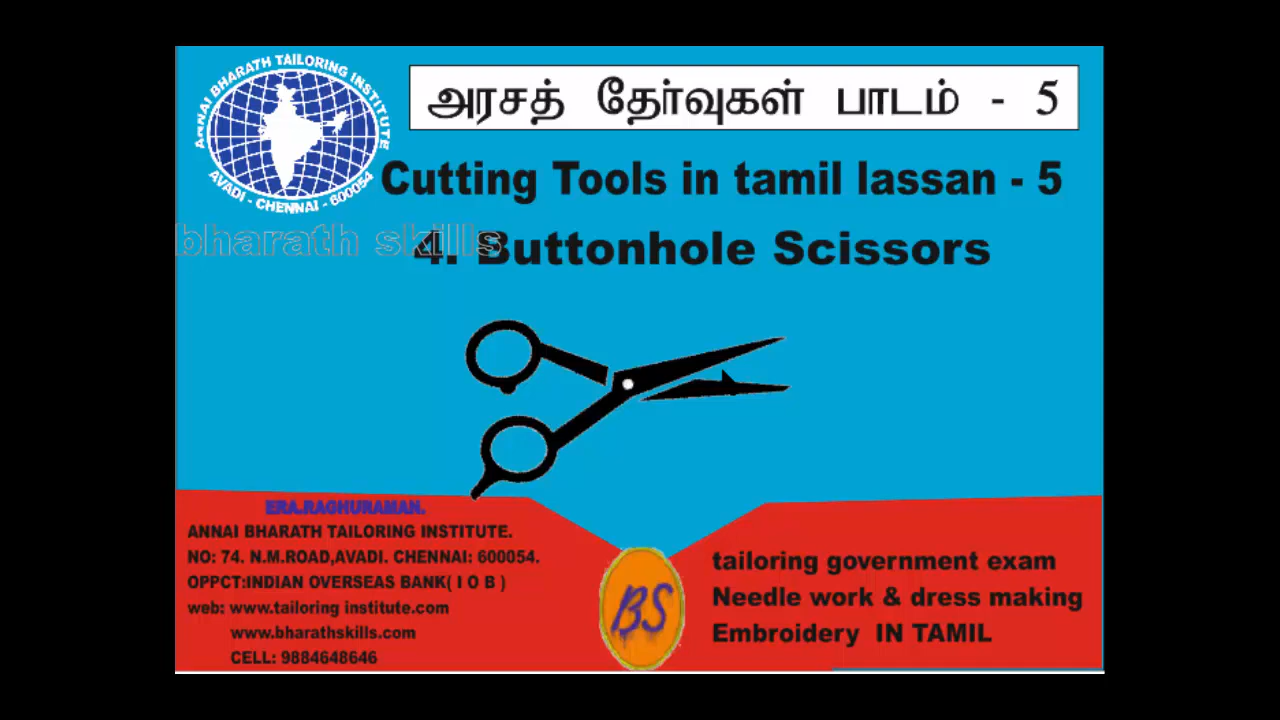 ANNAI BHARATH TAILORING INSTITUTE
AVADI - CHENNAI - 600054
அரசத் தேர்வுகள் பாடம் - 5
Cutting Tools in tamil lassan - 5
bharath skills
4. Buttonhole Scissors
ERA.RAGHURAMAN.
ANNAI BHARATH TAILORING INSTITUTE.
NO: 74. N.M.ROAD,AVADI. CHENNAI: 600054.
OPPCT:INDIAN OVERSEAS BANK( I O B )
web: www.tailoring institute.com
www.bharathskills.com
CELL: 9884648646
BS
tailoring government exam
Needle work & dress making
Embroidery IN TAMIL